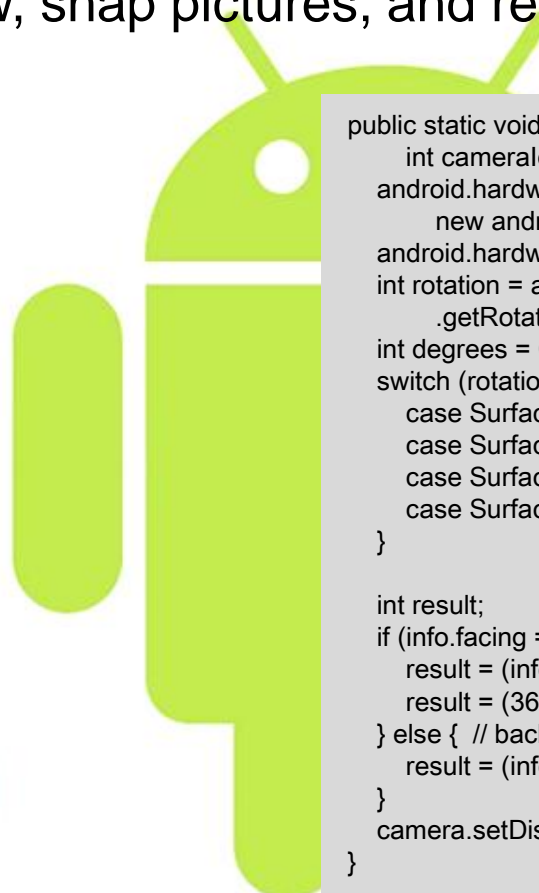 snap pictures, and re
public static void
int camerald
android.hardw
new andr
android.hardw
int rotation = a
.getRotat
int degrees =
switch (rotatio
case Surfac
case Surfac
case Surfac
case Surfac
}
int result;
if (info.facing =
result = (inf
result = (36
} else { // bac
result = (inf
}
camera.setDis
}